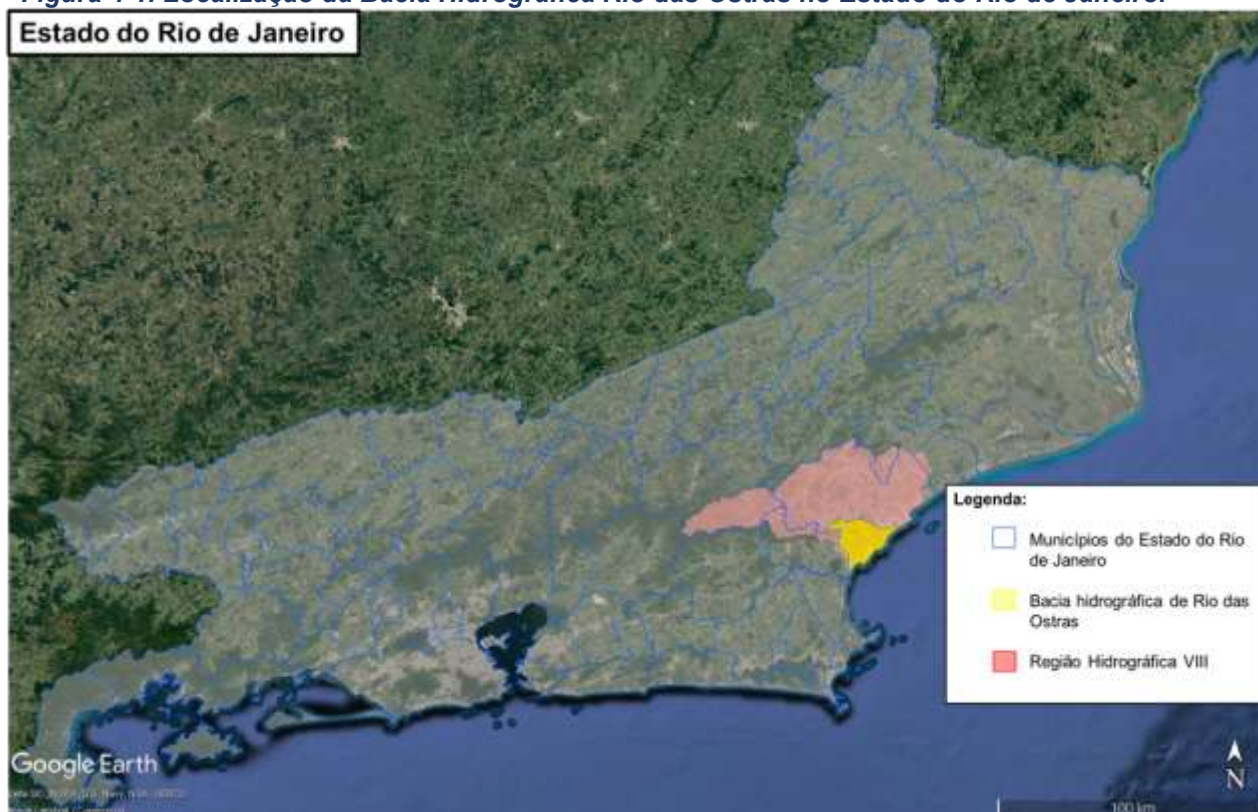 Estado do Rio de Janeiro
Legenda:
Municípios do Estado do Rio
de Janeiro
Bacia hidrográfica de Rio das
Ostras
Região Hidrográfica VIII
Google Earth
N
100 km